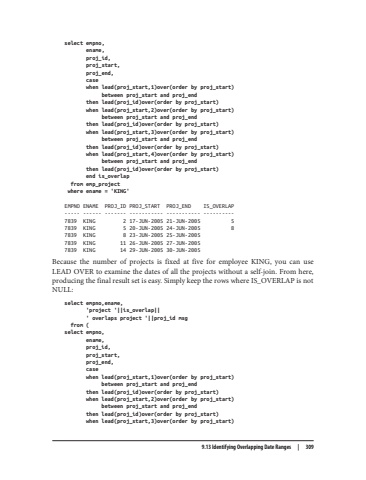 select empno,
ename,
proj_id,
proj_start,
proj_end,
case
when lead(proj_start,1)over(order by proj_start)
between proj_start and proj_end
then lead(proj_id)over(order by proj_start)
when lead(proj_start,2)over(order by proj_start)
between proj_start and proj_end
then lead(proj_id)over(order by proj_start)
when lead(proj_start,3)over(order by proj_start)
between proj_start and proj_end
then lead(proj_id)over(order by proj_start)
when lead(proj_start,4)over(order by proj_start)
between proj_start and proj_end
then lead(proj_id)over(order by proj_start)
end is_overlap
from emp_project
where ename = 'KING'
EMPNO ENAME PROJ_ID PROJ_START PROJ_END IS_OVERLAP
----- ------ ------- ----------- ----------- ----------
7839 KING 2 17-JUN-2005 21-JUN-2005 5
7839 KING 5 20-JUN-2005 24-JUN-2005 8
7839 KING 8 23-JUN-2005 25-JUN-2005
7839 KING 11 26-JUN-2005 27-JUN-2005
7839 KING 14 29-JUN-2005 30-JUN-2005
Because the number of projects is fixed at five for employee KING, you can use
LEAD OVER to examine the dates of all the projects without a self-join. From here,
producing the final result set is easy. Simply keep the rows where IS_OVERLAP is not
NULL:
select empno,ename,
'project '||is_overlap||
' overlaps project '||proj_id msg
from (
select empno,
ename,
proj_id,
proj_start,
proj_end,
case
when lead(proj_start,1)over(order by proj_start)
between proj_start and proj_end
then lead(proj_id)over(order by proj_start)
when lead(proj_start,2)over(order by proj_start)
between proj_start and proj_end
then lead(proj_id)over(order by proj_start)
when lead(proj_start,3)over(order by proj_start)
9.13 Identifying Overlapping Date Ranges | 309